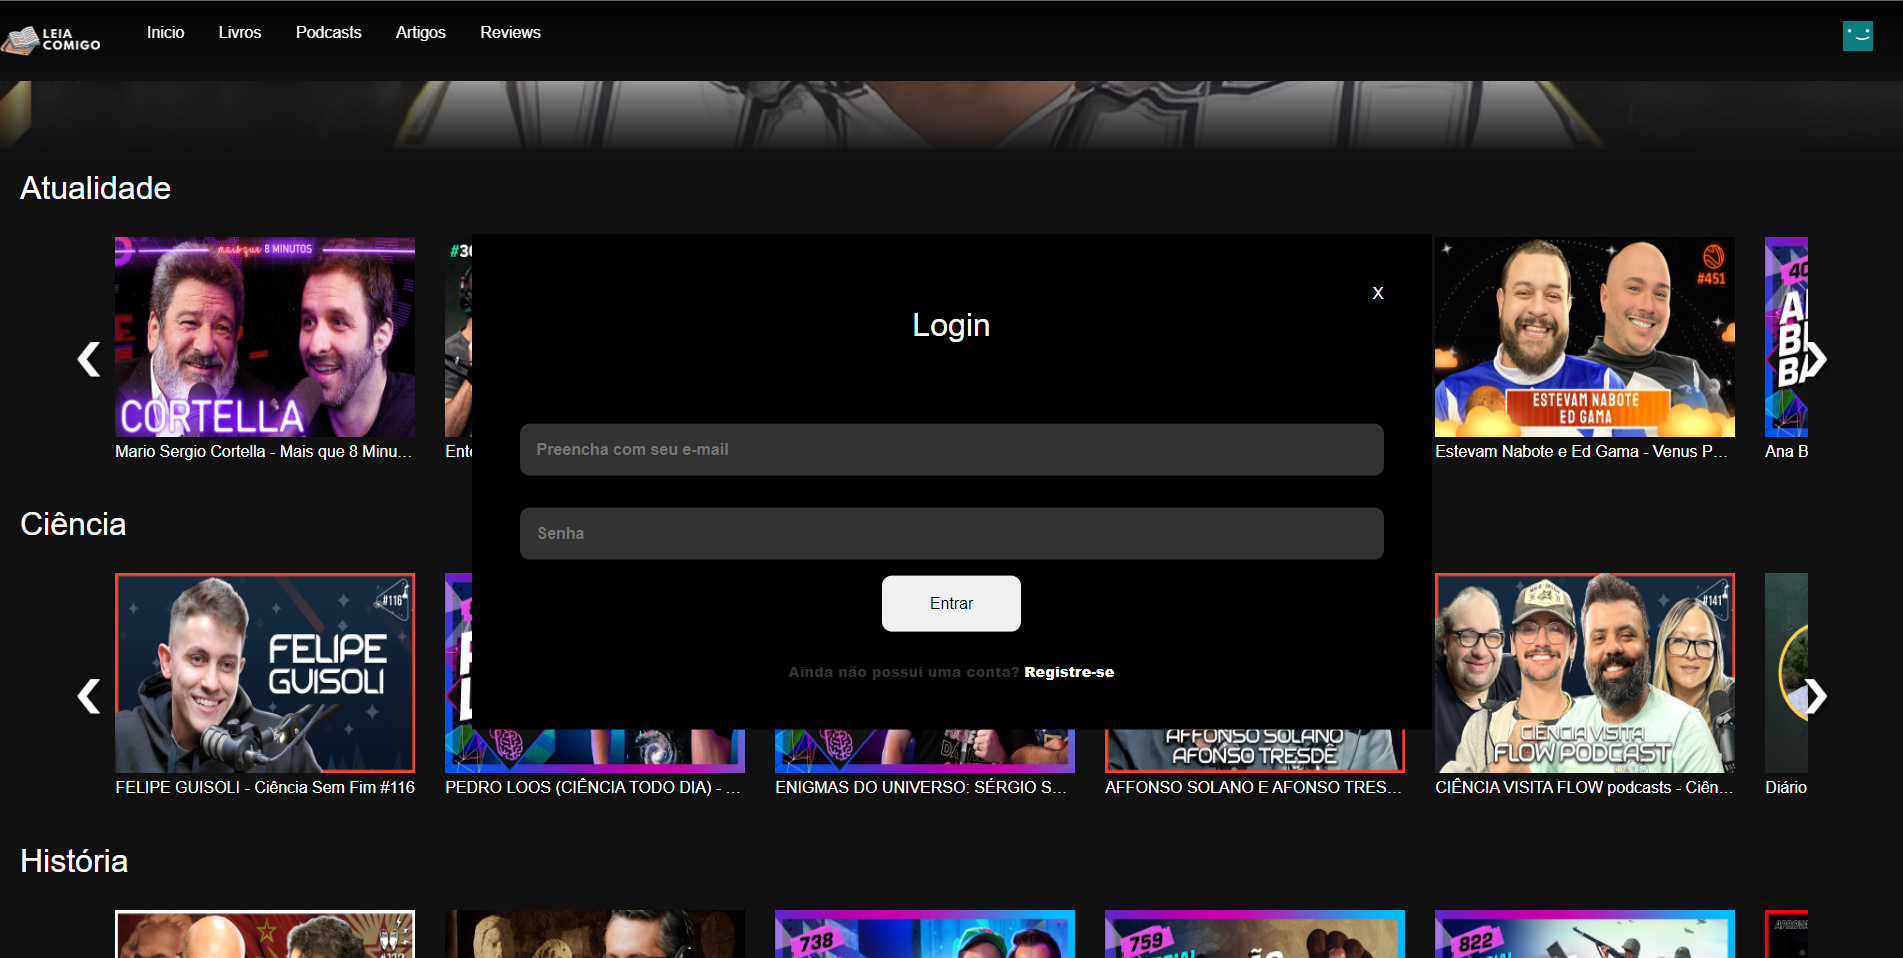 LEIA
COMIGO
Inicio
Livros
Podcasts
Artigos
Reviews
Atualidade
mais que 8 MINUTOS
CORTELLA
Mario Sergio Cortella - Mais que 8 Minu...
#30
Ent
X
Login
Preencha com seu e-mail
Senha
Entrar
Ainda não possui uma conta? Registre-se
#451
ESTEVAM NABOTE
ED GAMA
Estevam Nabote e Ed Gama - Venus P...
40
Ana B
Ciência
#116
FELIPE
GUISOLI
FELIPE GUISOLI - Ciência Sem Fim #116
PEDRO LOOS (CIÊNCIA TODO DIA) - ...
ENIGMAS DO UNIVERSO: SÉRGIO S...
AFFONSO SOLANO
AFONSO TRESDÊ
AFFONSO SOLANO E AFONSO TRES...
#141
CIÊNCIA VISITA
FLOW PODCAST
CIÊNCIA VISITA FLOW podcasts - Ciên...
Diário
História
738
759
822